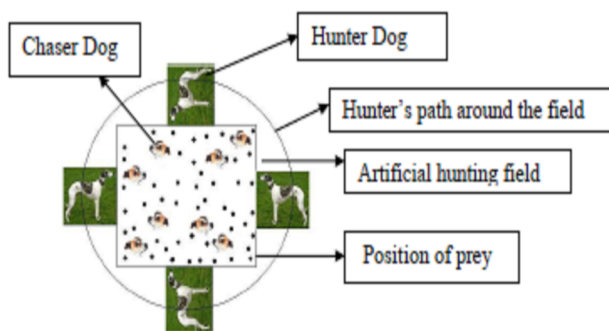 Chaser Dog
Hunter Dog
Hunter's path around the field
Artificial hunting field
Position of prey